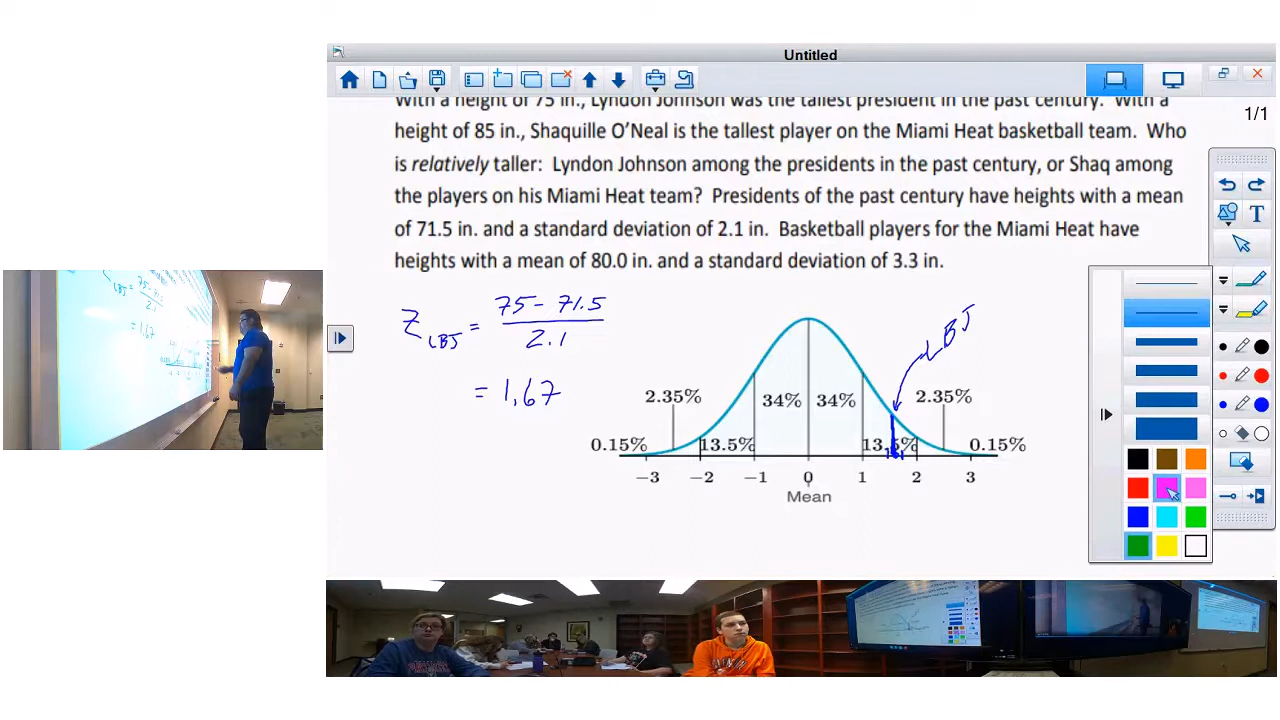 Untitled
1/1
With a height of 75 in., Lyndon Johnson was the tallest president in the past century. With a
height of 85 in., Shaquille O'Neal is the tallest player on the Miami Heat basketball team. Who
is relatively taller: Lyndon Johnson among the presidents in the past century, or Shaq among
the players on his Miami Heat team? Presidents of the past century have heights with a mean
of 71.5 in. and a standard deviation of 2.1 in. Basketball players for the Miami Heat have
heights with a mean of 80.0 in. and a standard deviation of 3.3 in.
Z LBJ = 75 - 71.5
2.1
= 1.67
LBJ
2.35% 34% 34% 2.35%
0.15% 13.5% 13.5% 0.15%
-3 -2 -1 0 1 2 3
Mean
T